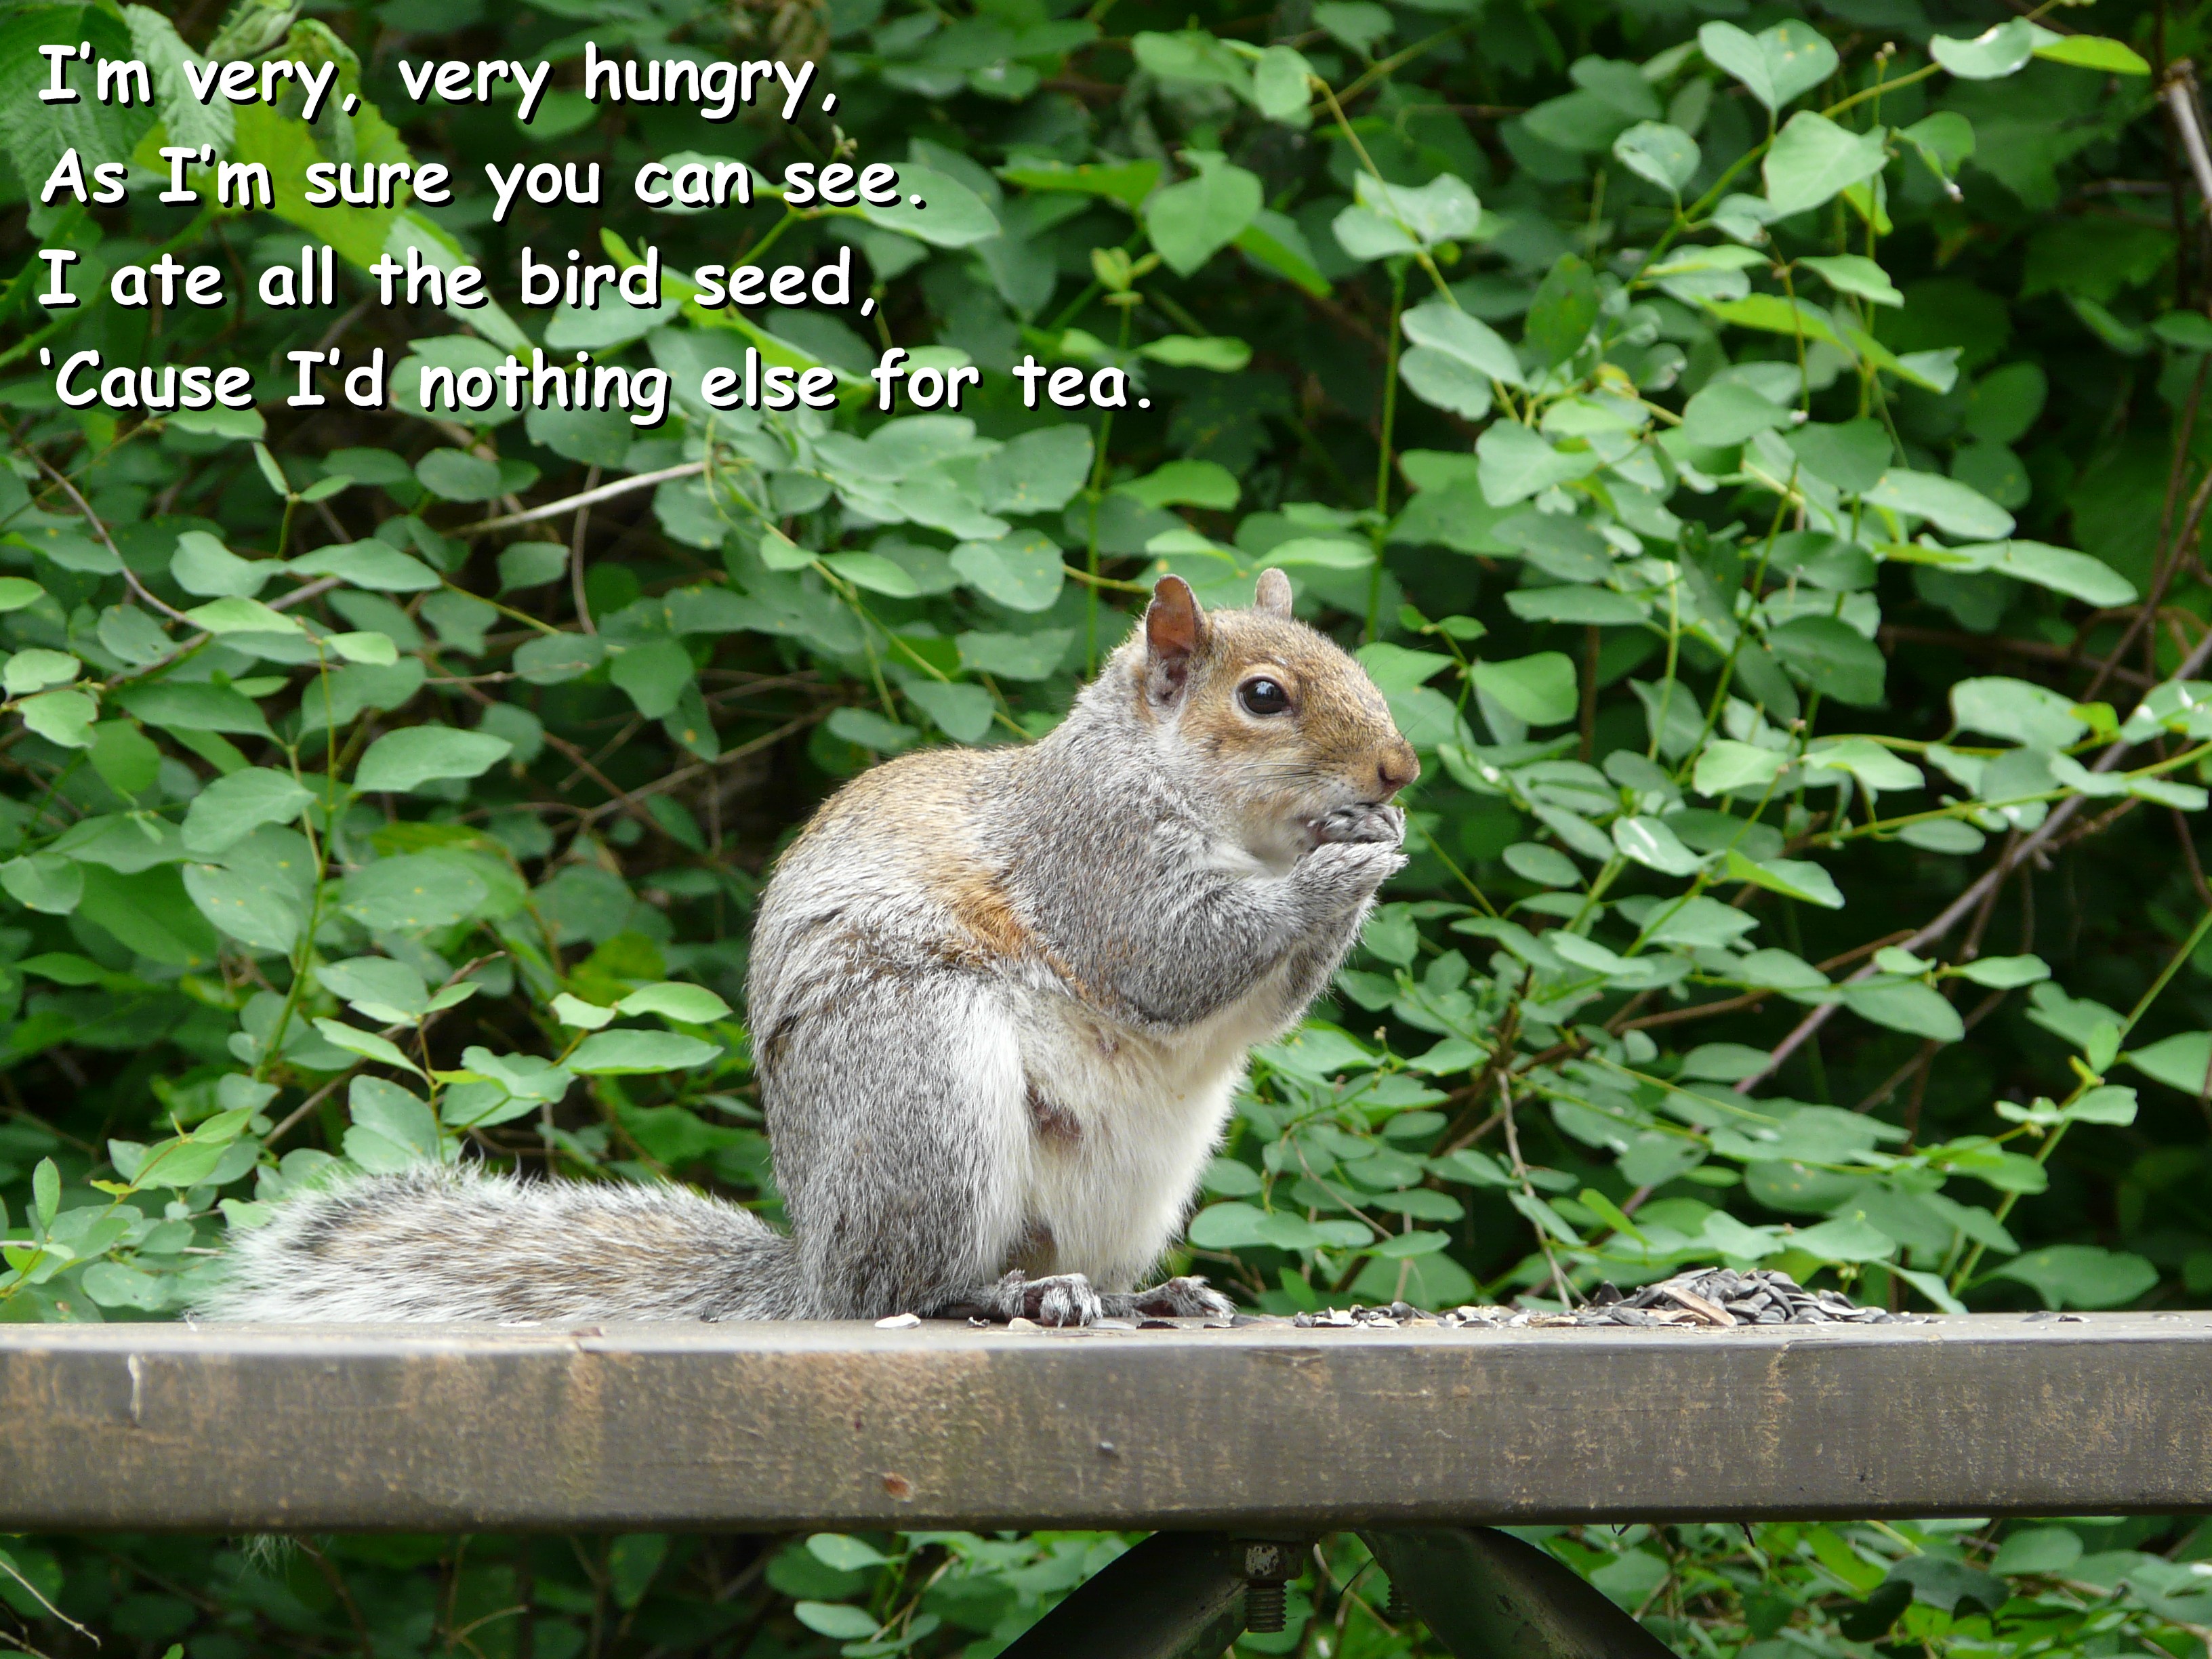 I'm very, very hungry,
As I'm sure you can see.
I ate all the bird seed,
‘Cause I'd nothing else for tea.